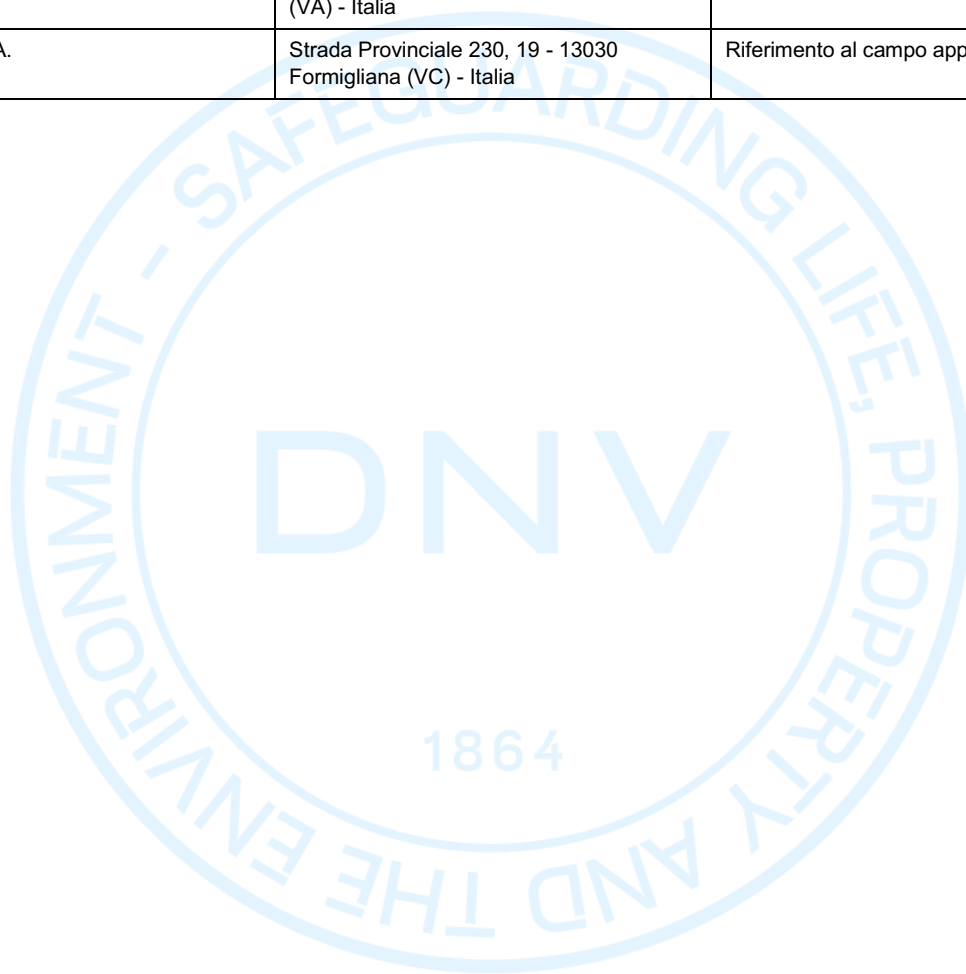 (VA) - Italia
A.
Strada Provinciale 230, 19 - 13030
Formigliana (VC) - Italia
Riferimento al campo app
SAFEGUARDING LIFE, PROPERTY AND THE ENVIRONMENT -
DNV
1864